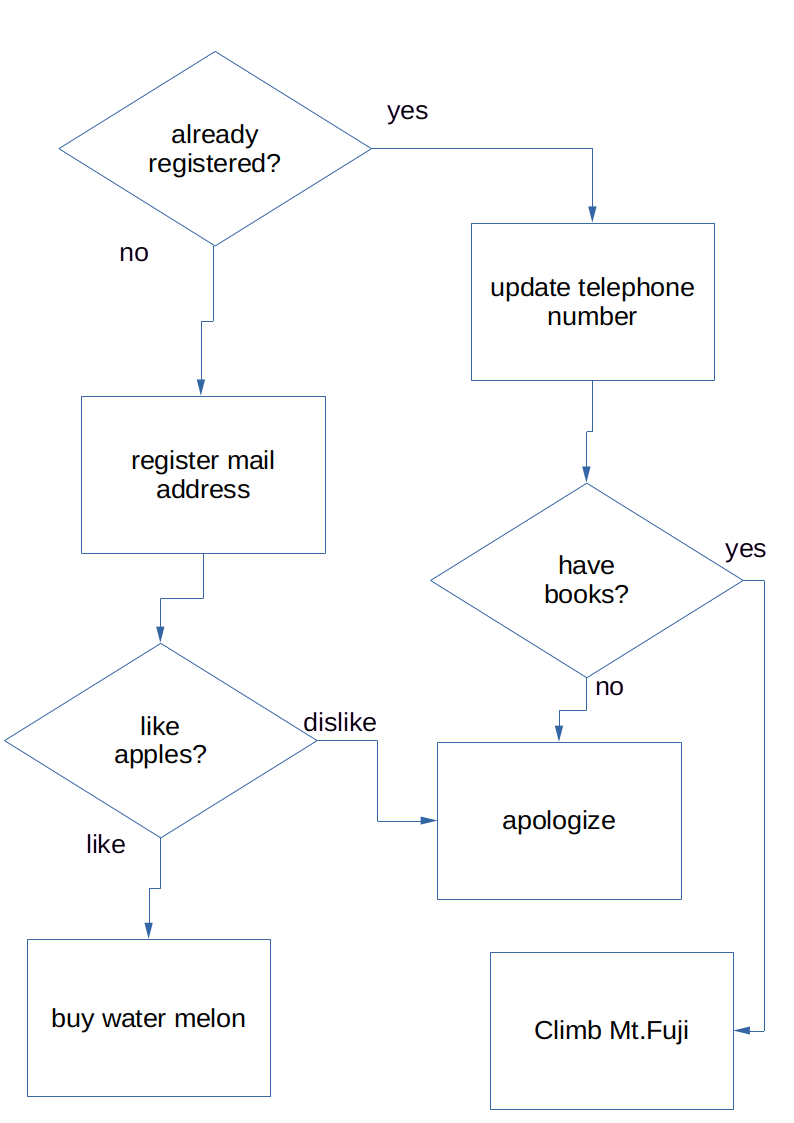 already
registered?
yes
no
update telephone
number
register mail
address
have
books?
yes
no
like
apples?
dislike
like
apologize
buy water melon
Climb Mt.Fuji